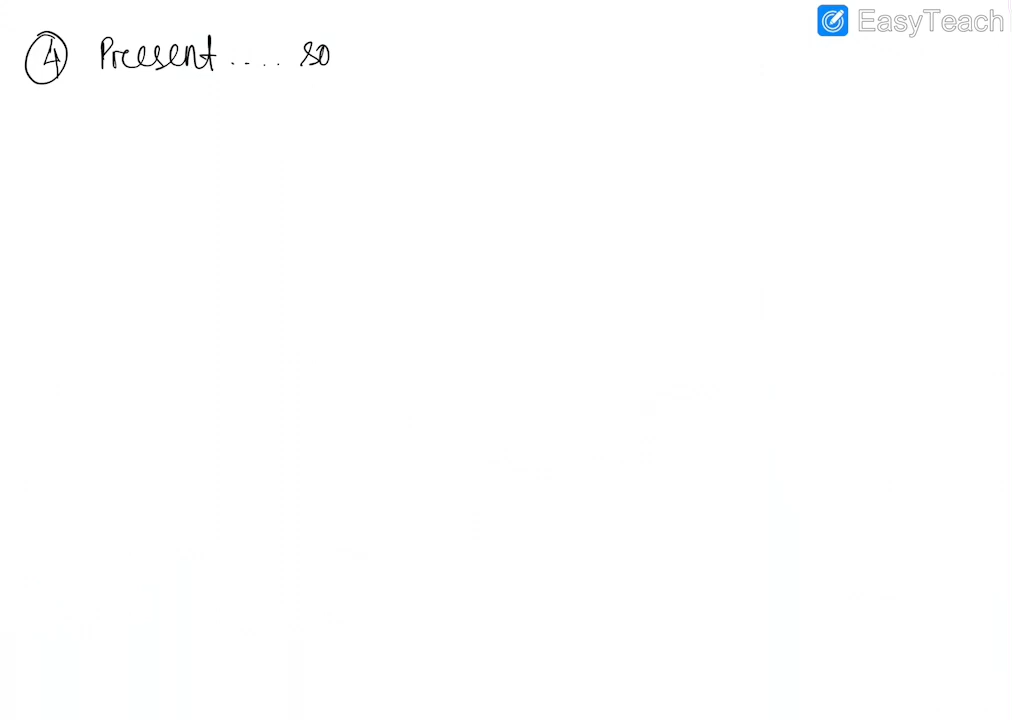 EasyTeach
④ Present .... so